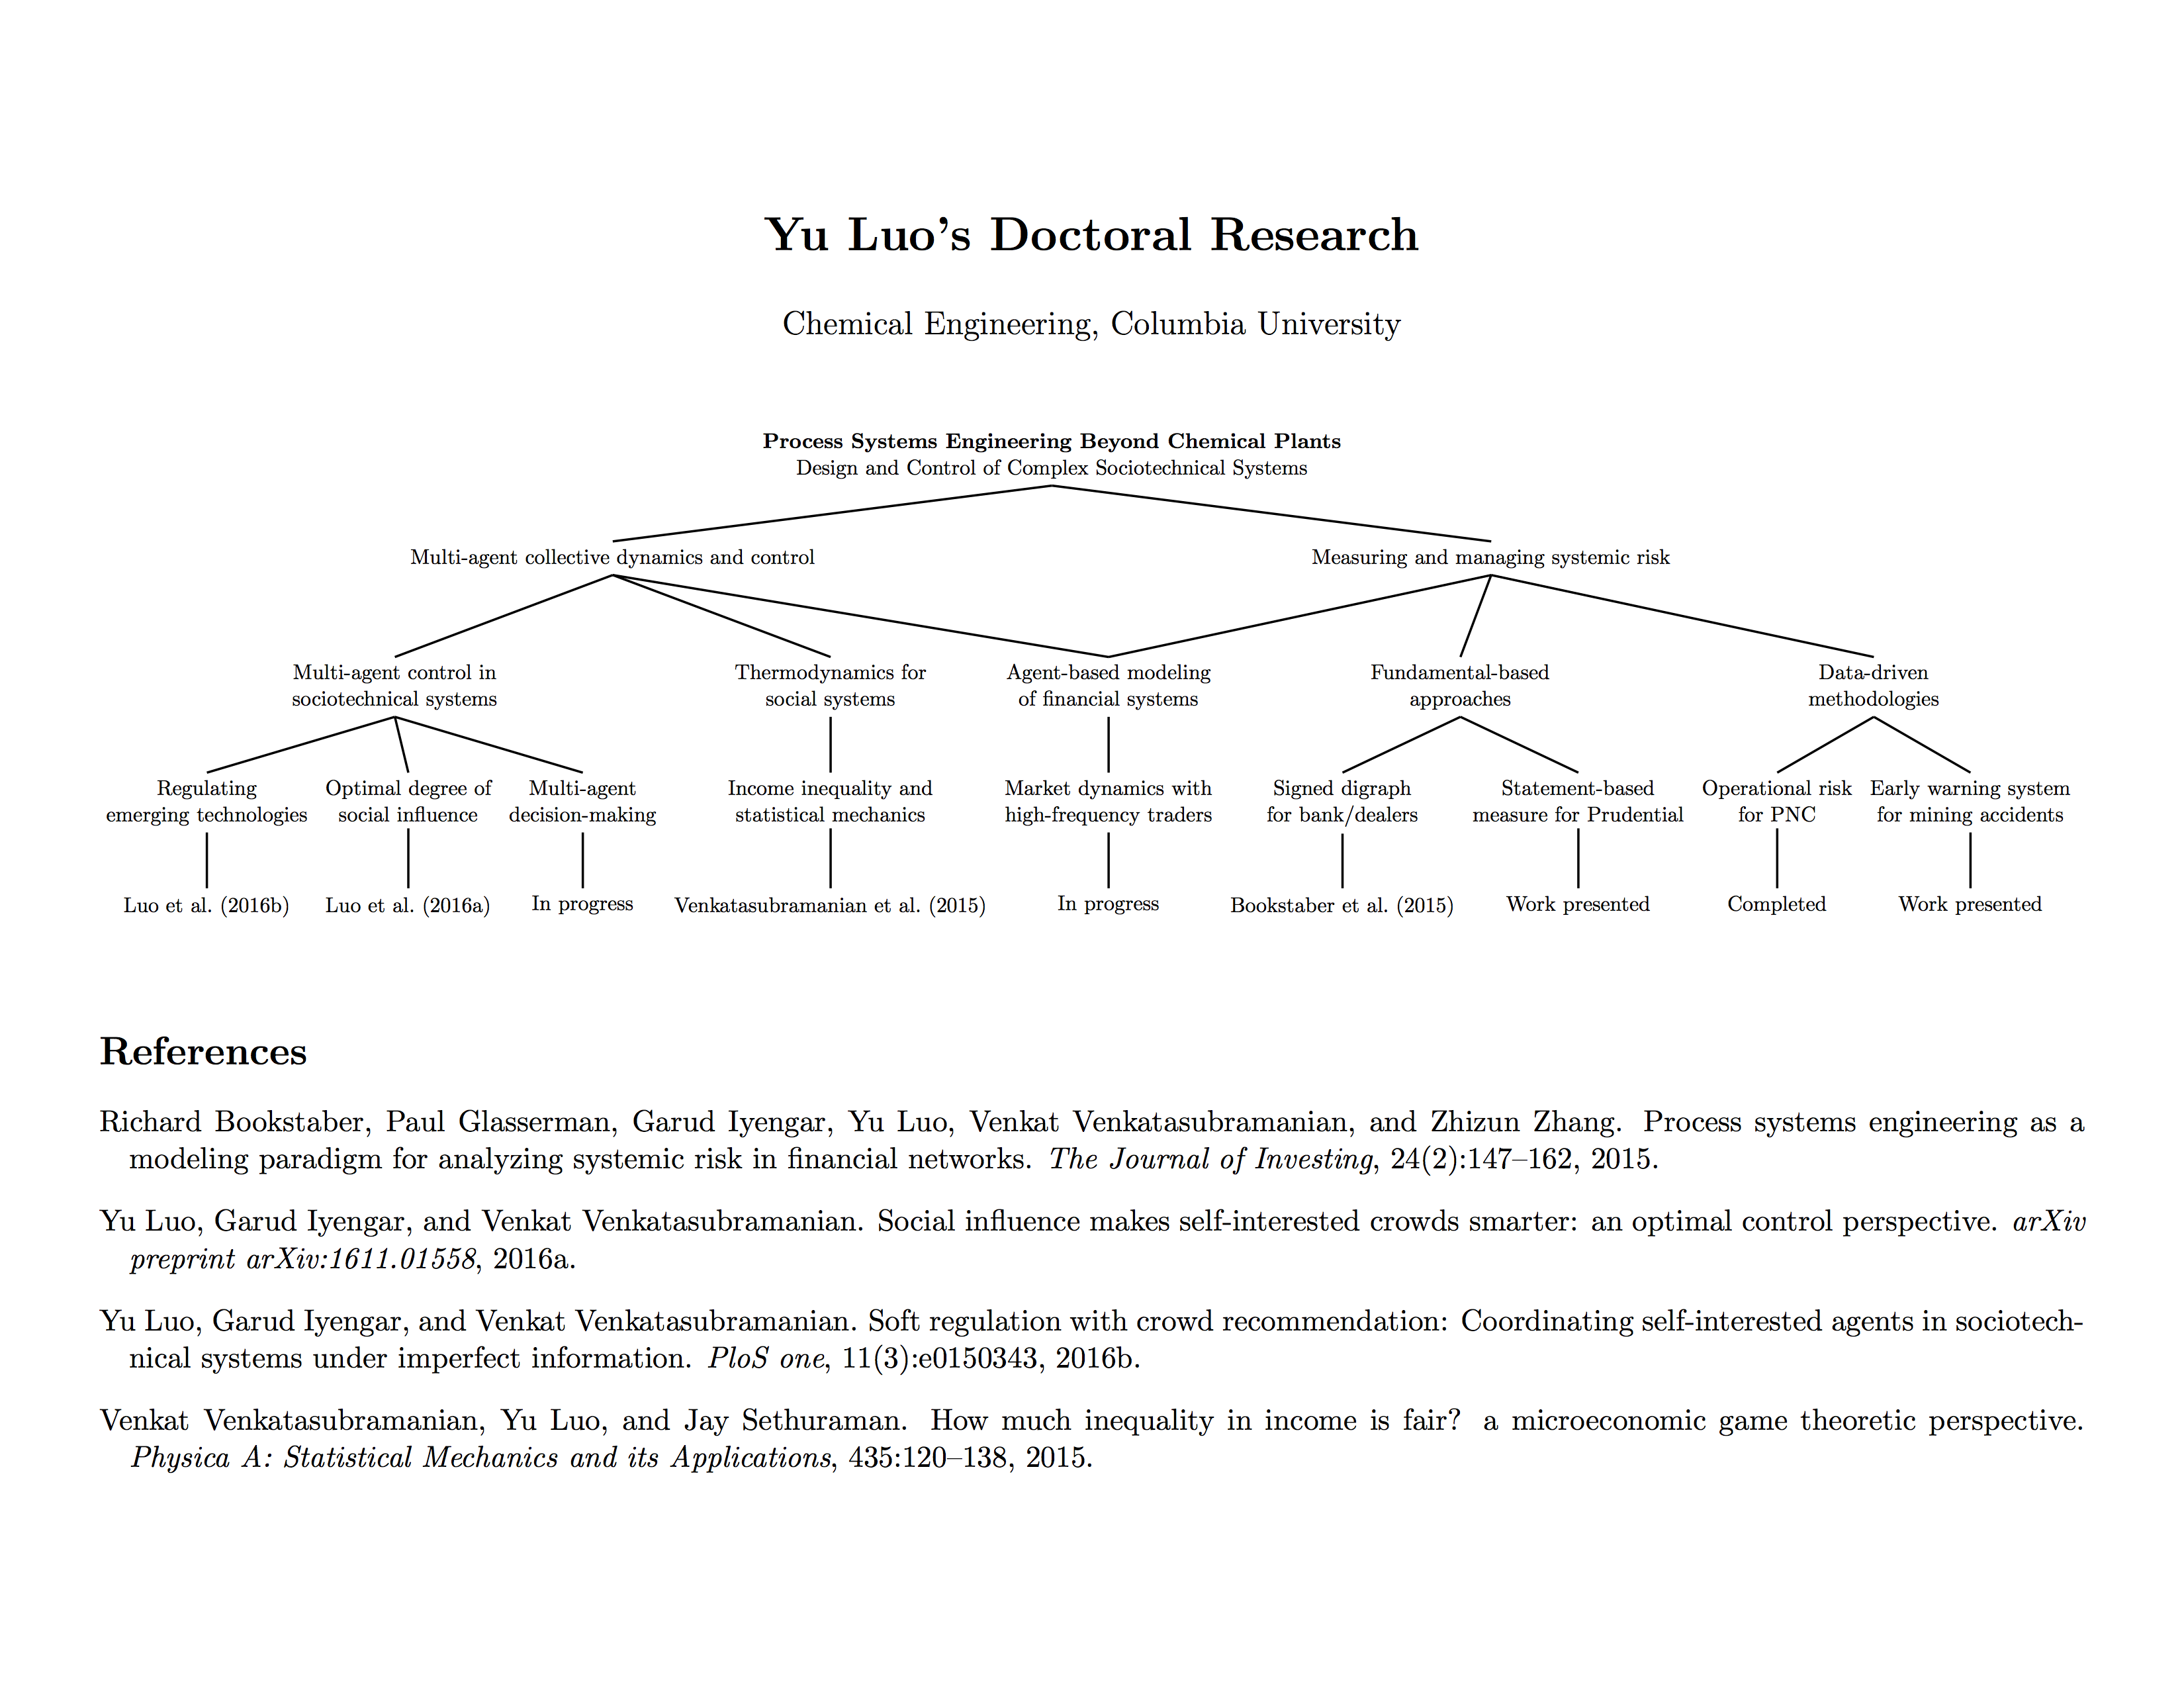 Yu Luo's Doctoral Research
Chemical Engineering, Columbia University
Process Systems Engineering Beyond Chemical Plants
Design and Control of Complex Sociotechnical Systems
Multi-agent collective dynamics and control
Measuring and managing systemic risk
Multi-agent control in
sociotechnical systems
Thermodynamics for
social systems
Agent-based modeling
of financial systems
Fundamental-based
approaches
Data-driven
methodologies
Regulating
emerging technologies
Optimal degree of
social influence
Multi-agent
decision-making
Income inequality and
statistical mechanics
Market dynamics with
high-frequency traders
Signed digraph
for bank/dealers
Statement-based
measure for Prudential
Operational risk
for PNC
Early warning system
for mining accidents
Luo et al. (2016b)
Luo et al. (2016a)
In progress
Venkatasubramanian et al. (2015)
In progress
Bookstaber et al. (2015)
Work presented
Completed
Work presented
References
Richard Bookstaber, Paul Glasserman, Garud Iyengar, Yu Luo, Venkat Venkatasubramanian, and Zhizun Zhang. Process systems engineering as a
modeling paradigm for analyzing systemic risk in financial networks. The Journal of Investing, 24(2):147–162, 2015.
Yu Luo, Garud Iyengar, and Venkat Venkatasubramanian. Social influence makes self-interested crowds smarter: an optimal control perspective. arXiv
preprint arXiv:1611.01558, 2016a.
Yu Luo, Garud Iyengar, and Venkat Venkatasubramanian. Soft regulation with crowd recommendation: Coordinating self-interested agents in sociotech-
nical systems under imperfect information. PloS one, 11(3):e0150343, 2016b.
Venkat Venkatasubramanian, Yu Luo, and Jay Sethuraman. How much inequality in income is fair? a microeconomic game theoretic perspective.
Physica A: Statistical Mechanics and its Applications, 435:120–138, 2015.